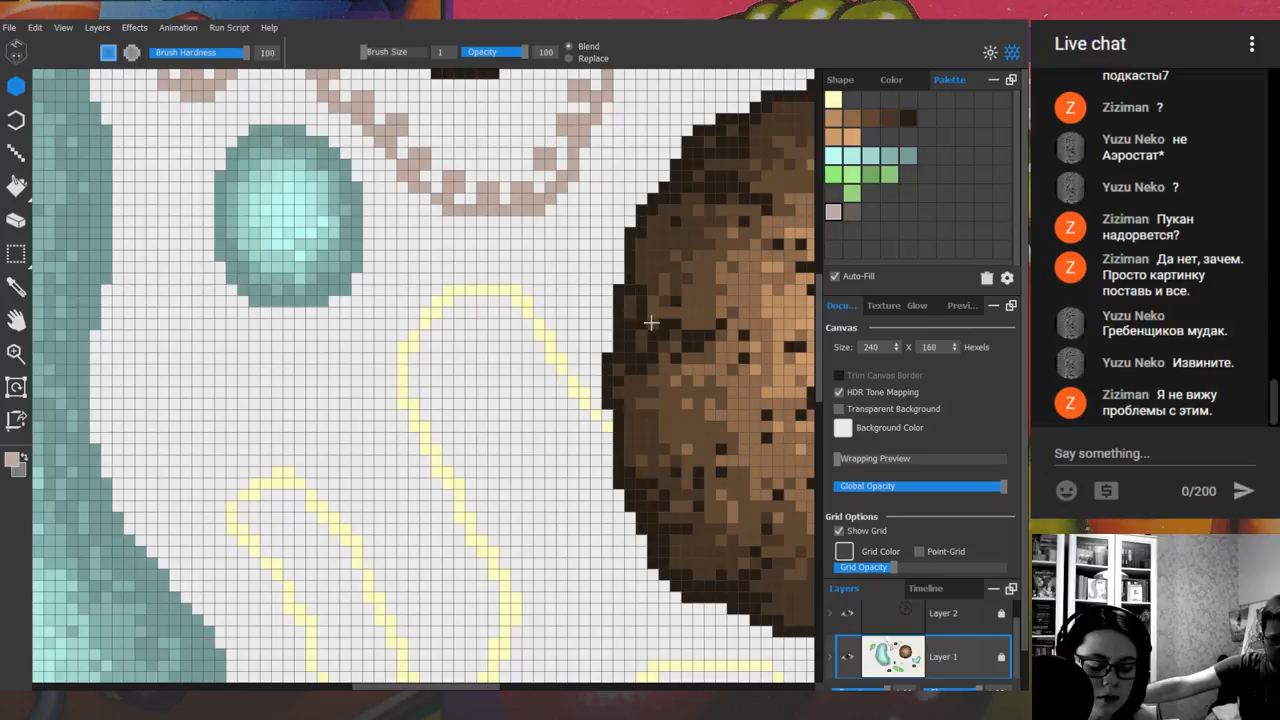 File Edit View Layers Effects Animation Run Script Help
Brush Hardness 100 Brush Size 1 Opacity 100 Blend
Replace
Shape Color Palette
Auto-Fill
Docu... Texture Glow Previ...
Canvas
Size: 240 X 160 Hexels
Trim Canvas Border
HDR Tone Mapping
Transparent Background
Background Color
Wrapping Preview
Global Opacity
Grid Options
Show Grid
Grid Color Point-Grid
Grid Opacity
Layers Timeline
Layer 2
Layer 1
Live chat
подкасты7
Ziziman ?
Yuzu Neko не
Аэростат*
Yuzu Neko ?
Ziziman Пукан
надорвется?
Ziziman Да нет, зачем.
Просто картинку
поставь и все.
Yuzu Neko
Гребенщиков мудак.
Yuzu Neko Извините.
Ziziman Я не вижу
проблемы с этим.
Say something...
0/200